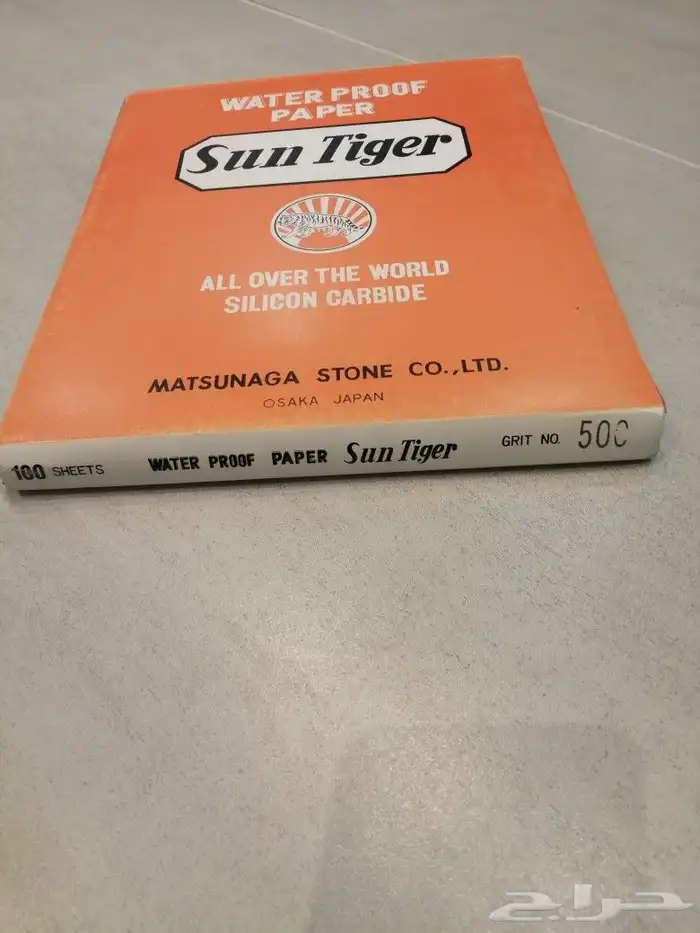 WATER PROOF
PAPER
Sun Tiger
ALL OVER THE WORLD
SILICON CARBIDE
MATSUNAGA STONE CO.,LTD.
OSAKA JAPAN
100 SHEETS WATER PROOF PAPER Sun Tiger GRIT NO. 500
حراج